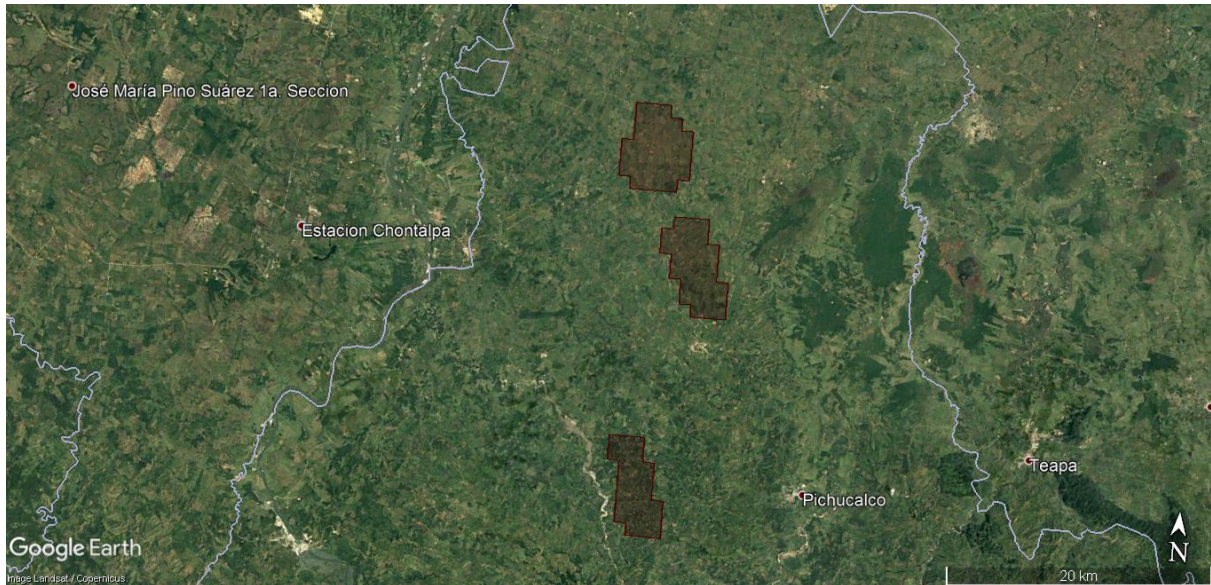 José María Pino Suárez 1a. Seccion
Estacion Chontalpa
Teapa
Pichucalco
Google Earth
N
Image Landsat / Copernicus
20 km